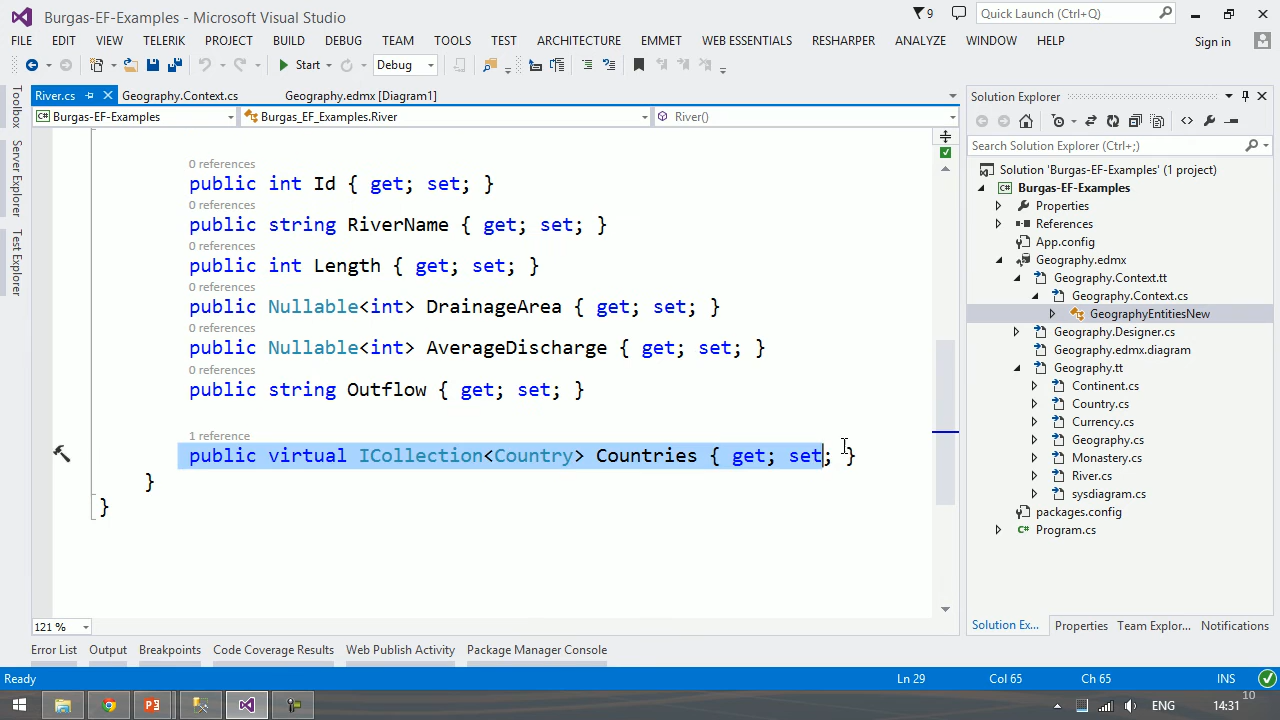 Burgas-EF-Examples - Microsoft Visual Studio
9
Quick Launch (Ctrl+Q)
FILE EDIT VIEW TELERIK PROJECT BUILD DEBUG TEAM TOOLS TEST ARCHITECTURE EMMET WEB ESSENTIALS RESHARPER ANALYZE WINDOW HELP
Sign in
Start Debug
Toolbox
Server Explorer
Test Explorer
River.cs Geography.Context.cs Geography.edmx [Diagram1]
Burgas-EF-Examples Burgas_EF_Examples.River River()
0 references
public int Id { get; set; }
0 references
public string RiverName { get; set; }
0 references
public int Length { get; set; }
0 references
public Nullable<int> DrainageArea { get; set; }
0 references
public Nullable<int> AverageDischarge { get; set; }
0 references
public string Outflow { get; set; }
1 reference
public virtual ICollection<Country> Countries { get; set; }
}
}
121 %
Solution Explorer
Search Solution Explorer (Ctrl+;)
Solution 'Burgas-EF-Examples' (1 project)
Burgas-EF-Examples
Properties
References
App.config
Geography.edmx
Geography.Context.tt
Geography.Context.cs
GeographyEntitiesNew
Geography.Designer.cs
Geography.edmx.diagram
Geography.tt
Continent.cs
Country.cs
Currency.cs
Geography.cs
Monastery.cs
River.cs
sysdiagram.cs
packages.config
Program.cs
Solution Ex... Properties Team Explor... Notifications
Error List Output Breakpoints Code Coverage Results Web Publish Activity Package Manager Console
Ready Ln 29 Col 65 Ch 65 INS
ENG 14:31
10